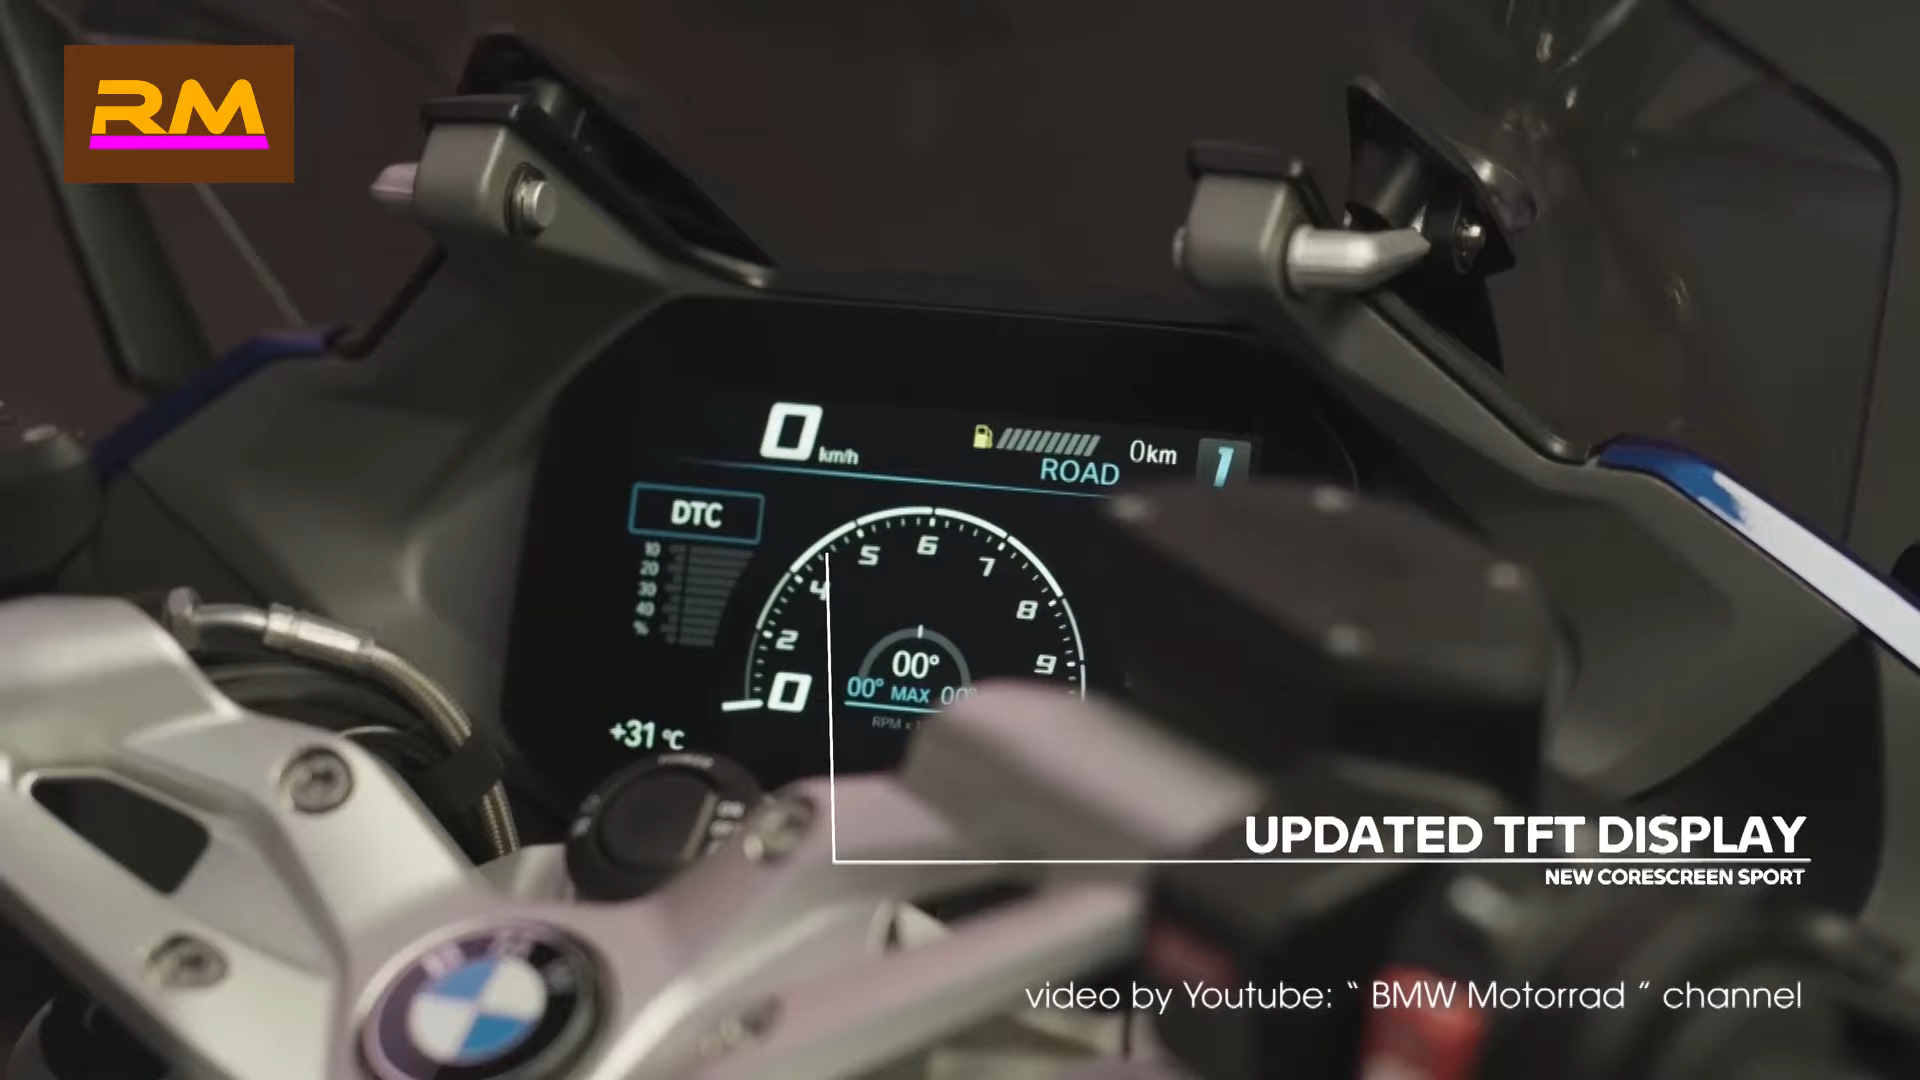 RM
0 km/h
0km
1
ROAD
DTC
10
20
30
40
%
5
6
7
4
8
2
9
0
00°
00° MAX 00°
+31 °C
UPDATED TFT DISPLAY
NEW CORESCREEN SPORT
video by Youtube: “ BMW Motorrad ” channel